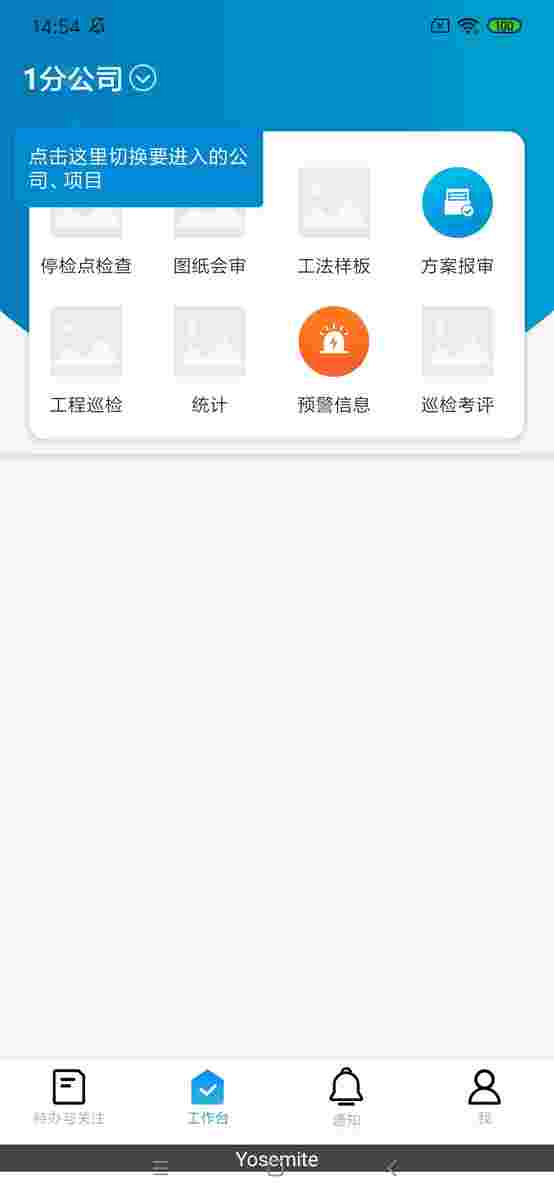 14:54
100
1分公司
点击这里切换要进入的公
司、项目
停检点检查 图纸会审 工法样板 方案报审
工程巡检 统计 预警信息 巡检考评
待办与关注 工作台 通知 我
Yosemite